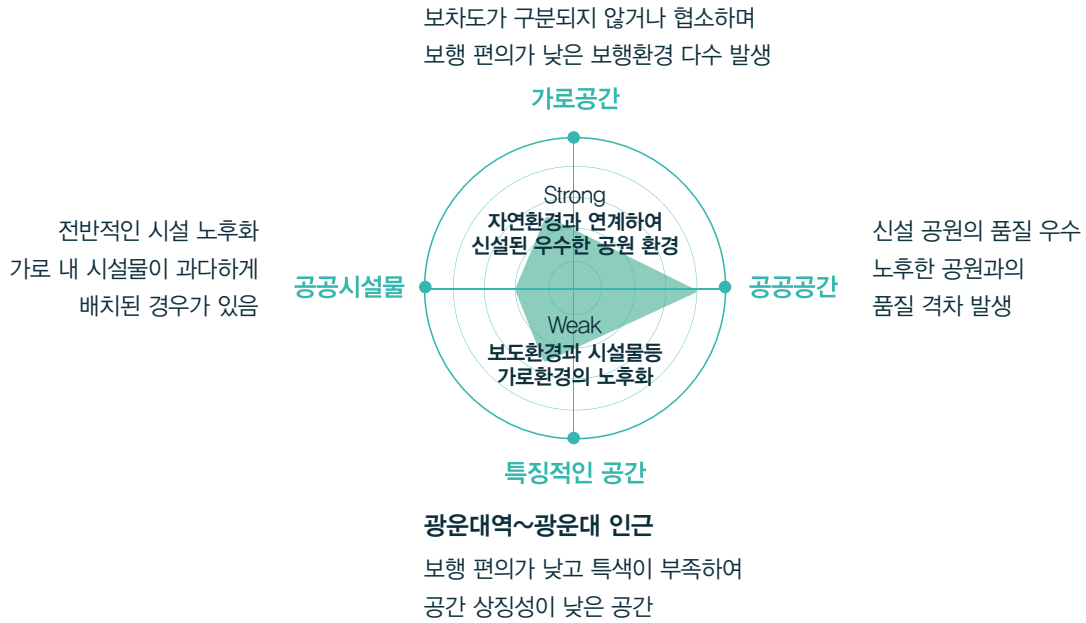 보차도가 구분되지 않거나 협소하며
보행 편의가 낮은 보행환경 다수 발생
가로공간
Strong
자연환경과 연계하여
신설된 우수한 공원 환경
전반적인 시설 노후화
가로 내 시설물이 과다하게
배치된 경우가 있음
공공시설물
공공공간
신설 공원의 품질 우수
노후한 공원과의
품질 격차 발생
Weak
보도환경과 시설물등
가로환경의 노후화
특징적인 공간
광운대역~광운대 인근
보행 편의가 낮고 특색이 부족하여
공간 상징성이 낮은 공간